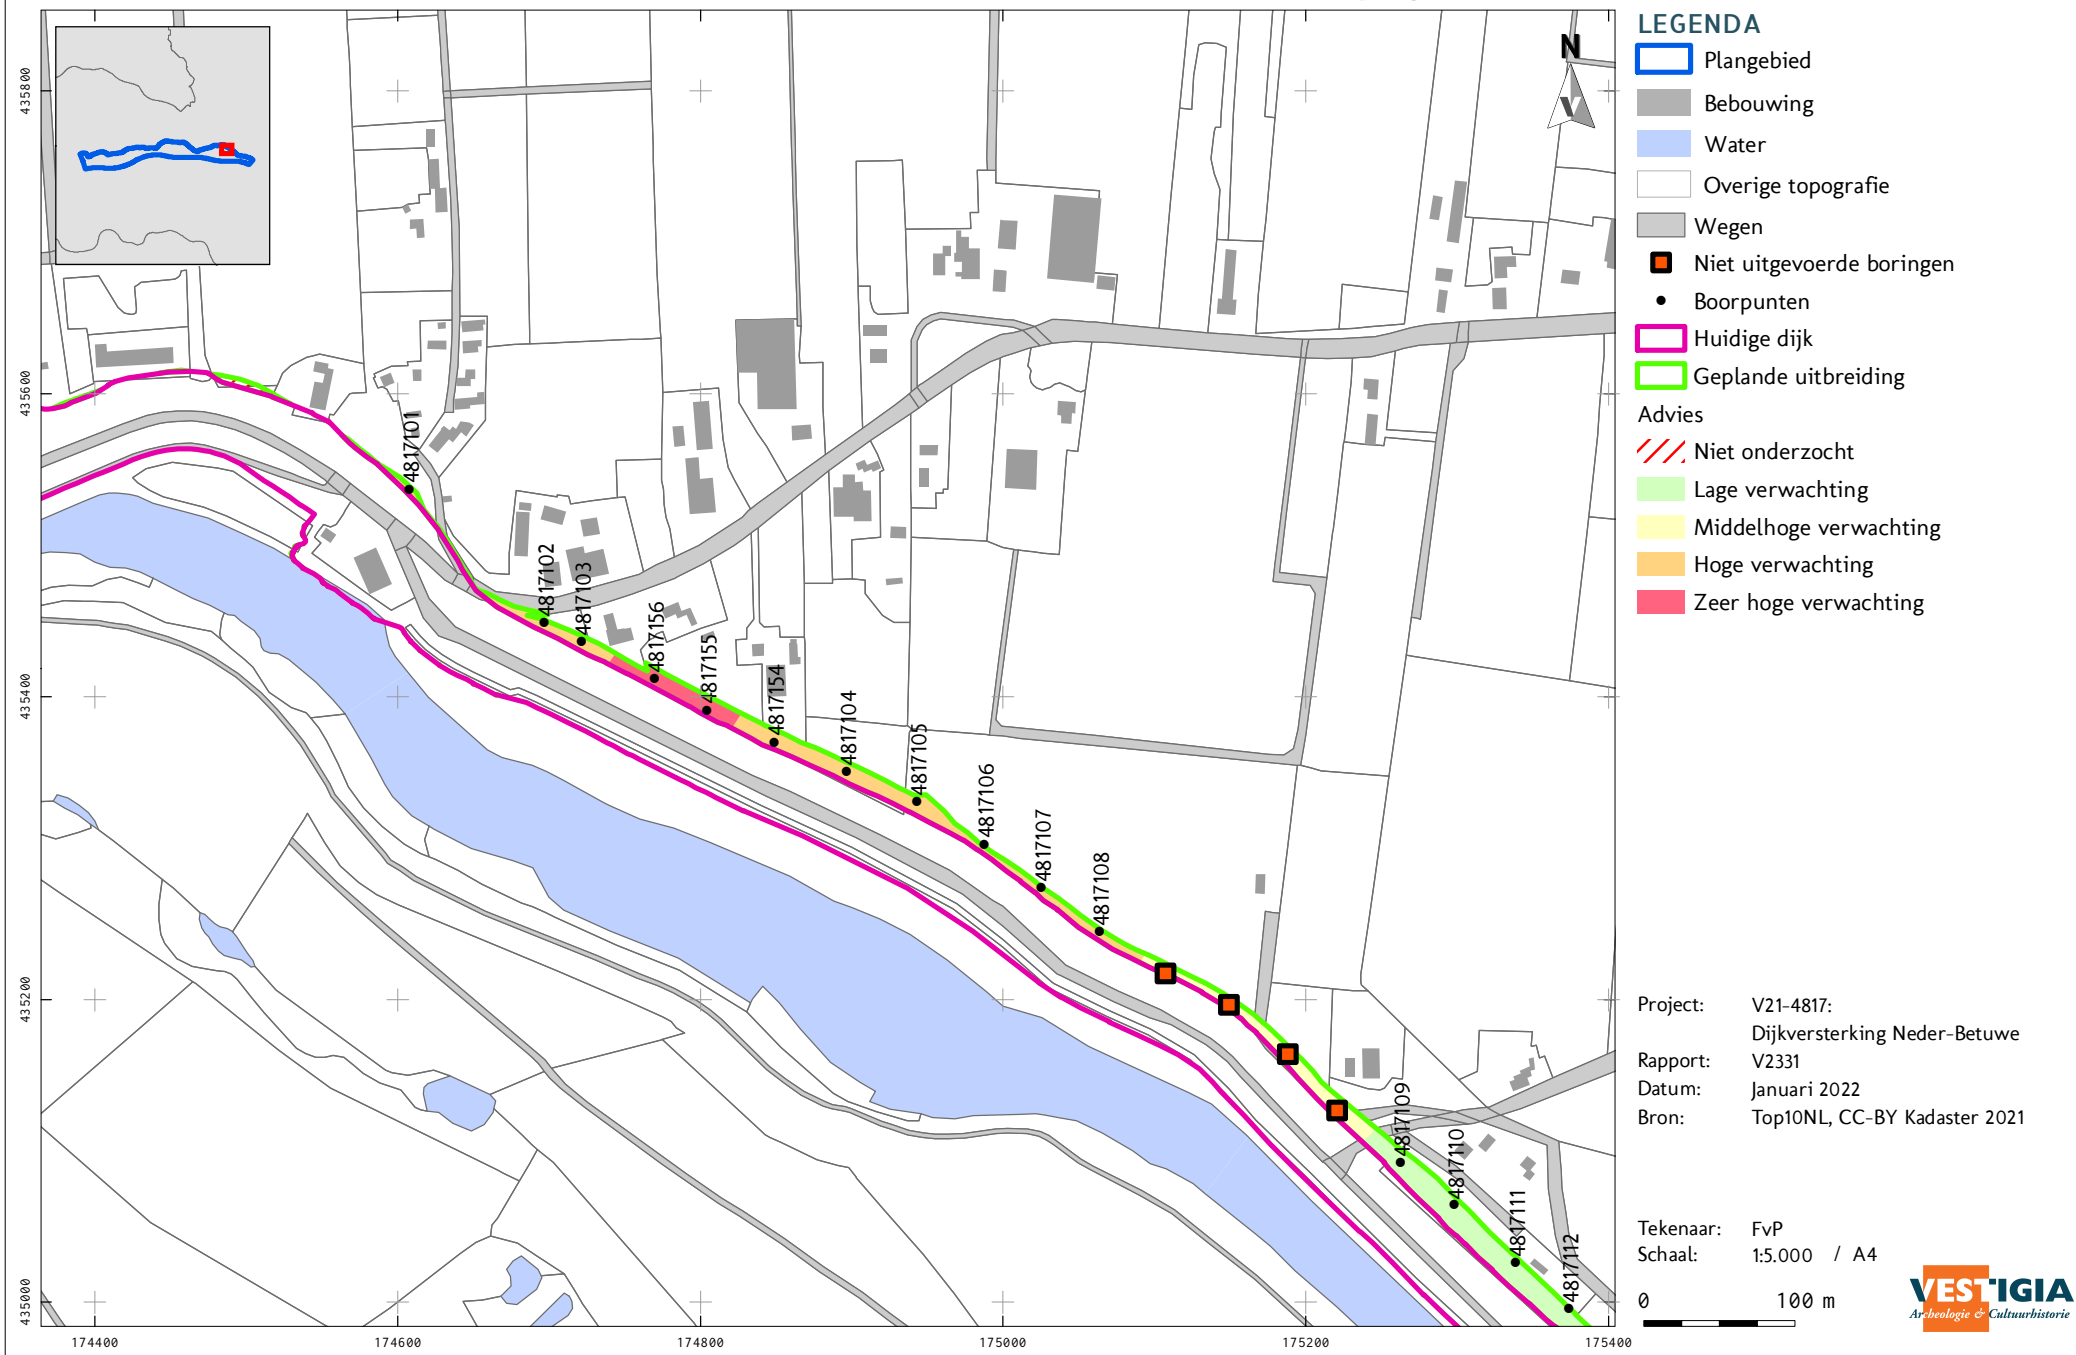 LEGENDA
Plangebied
Bebouwing
Water
Overige topografie
Wegen
Niet uitgevoerde boringen
Boorpunten
Huidige dijk
Geplande uitbreiding
Advies
Niet onderzocht
Lage verwachting
Middelhoge verwachting
Hoge verwachting
Zeer hoge verwachting
N
V
435800
435600
435400
435200
435000
174400
174600
174800
175000
175200
175400
4817101
4817102
4817103
4817156
4817155
4817154
4817104
4817105
4817106
4817107
4817108
4817109
4817110
4817111
4817112
Project: V21-4817:
Dijkversterking Neder-Betuwe
Rapport: V2331
Datum: Januari 2022
Bron: Top10NL, CC-BY Kadaster 2021
Tekenaar: FvP
Schaal: 1:5.000 / A4
0 100 m
VESTIGIA
Archeologie & Cultuurhistorie